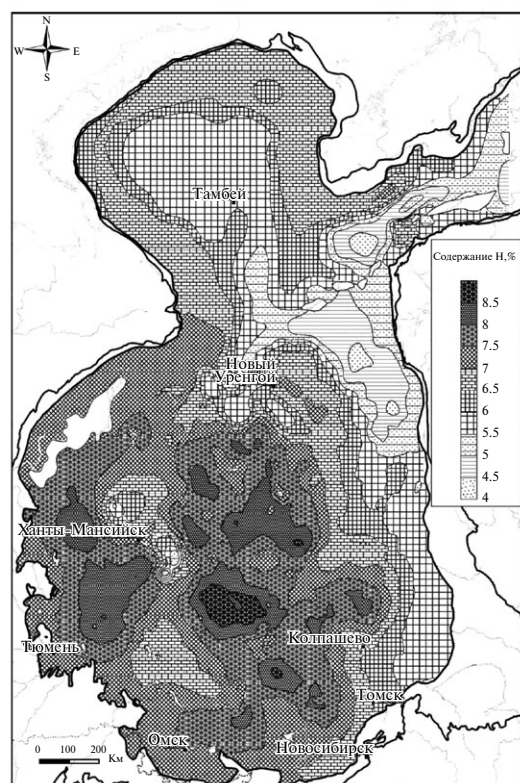 N
W E
S
Тамбей
Содержание Н,%
8.5
8
7.5
7
6.5
6
5.5
5
4.5
4
Новый
Уренгой
Ханты-Мансийск
Колпашево
Тюмень
Томск
Омск
Новосибирск
0 100 200
Км